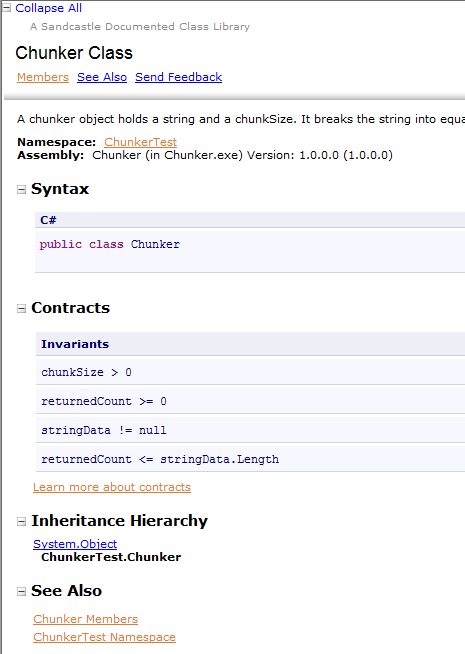 Collapse All
A Sandcastle Documented Class Library
Chunker Class
Members See Also Send Feedback
A chunker object holds a string and a chunkSize. It breaks the string into
Namespace: ChunkerTest
Assembly: Chunker (in Chunker.exe) Version: 1.0.0.0 (1.0.0.0)
Syntax
C#
public class Chunker
Contracts
Invariants
chunkSize > 0
returnedCount >= 0
stringData != null
returnedCount <= stringData.Length
Learn more about contracts
Inheritance Hierarchy
System.Object
ChunkerTest.Chunker
See Also
Chunker Members
ChunkerTest Namespace